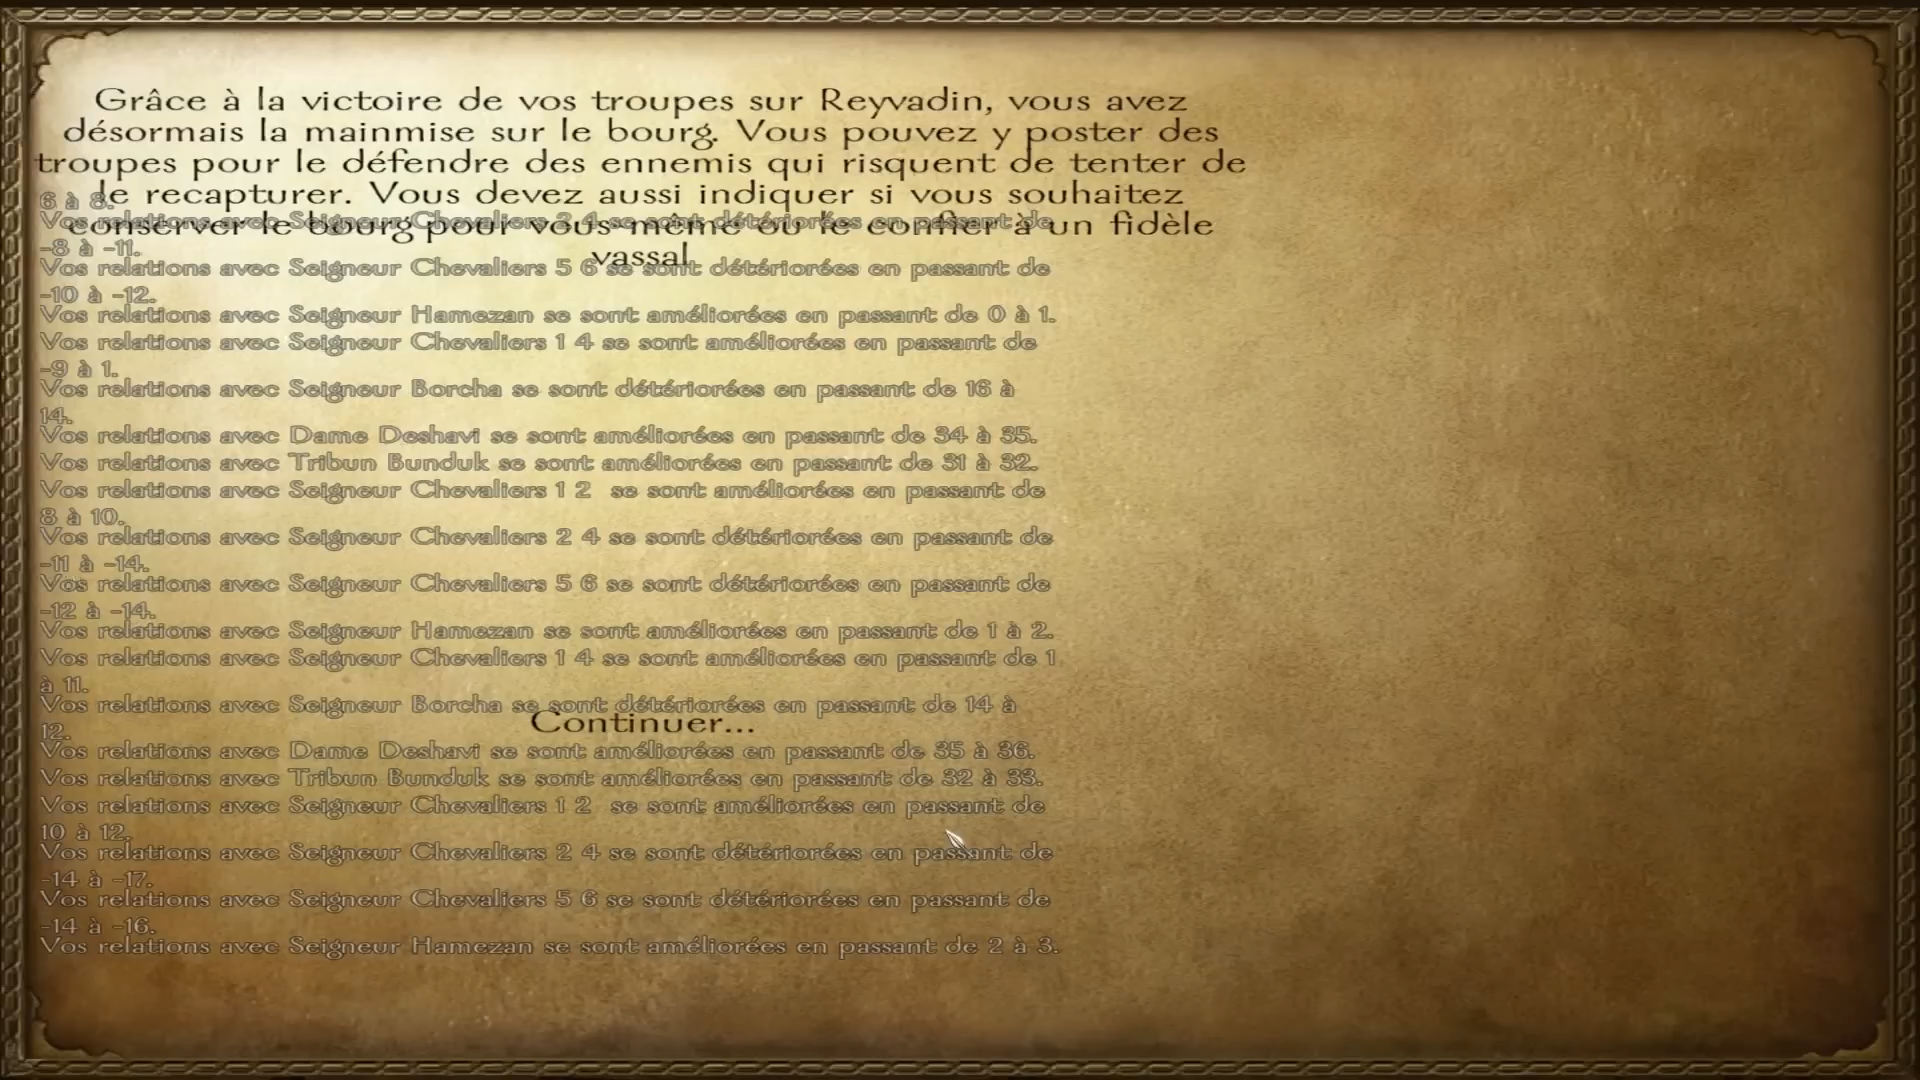 Grâce à la victoire de vos troupes sur Reyvadin, vous avez
désormais la mainmise sur le bourg. Vous pouvez y poster des
troupes pour le défendre des ennemis qui risquent de tenter de
le recapturer. Vous devez aussi indiquer si vous souhaitez
conserver le bourg pour vous-même ou le confier à un fidèle
vassal
6 à 8.
Vos relations avec Seigneur Chevaliers 2 4 se sont détériorées en passant de
-8 à -11.
Vos relations avec Seigneur Chevaliers 5 6 se sont détériorées en passant de
-10 à -12.
Vos relations avec Seigneur Hamezan se sont améliorées en passant de 0 à 1.
Vos relations avec Seigneur Chevaliers 1 4 se sont améliorées en passant de
-9 à 1.
Vos relations avec Seigneur Borcha se sont détériorées en passant de 16 à
14.
Vos relations avec Dame Deshavi se sont améliorées en passant de 34 à 35.
Vos relations avec Tribun Bunduk se sont améliorées en passant de 31 à 32.
Vos relations avec Seigneur Chevaliers 1 2  se sont améliorées en passant de
8 à 10.
Vos relations avec Seigneur Chevaliers 2 4 se sont détériorées en passant de
-11 à -14.
Vos relations avec Seigneur Chevaliers 5 6 se sont détériorées en passant de
-12 à -14.
Vos relations avec Seigneur Hamezan se sont améliorées en passant de 1 à 2.
Vos relations avec Seigneur Chevaliers 1 4 se sont améliorées en passant de 1
à 11.
Vos relations avec Seigneur Borcha se sont détériorées en passant de 14 à
12.
Continuer...
Vos relations avec Dame Deshavi se sont améliorées en passant de 35 à 36.
Vos relations avec Tribun Bunduk se sont améliorées en passant de 32 à 33.
Vos relations avec Seigneur Chevaliers 1 2  se sont améliorées en passant de
10 à 12.
Vos relations avec Seigneur Chevaliers 2 4 se sont détériorées en passant de
-14 à -17.
Vos relations avec Seigneur Chevaliers 5 6 se sont détériorées en passant de
-14 à -16.
Vos relations avec Seigneur Hamezan se sont améliorées en passant de 2 à 3.